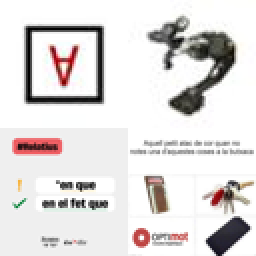 ∀
Aquell petit atac de cor quan no
notes una d'aquestes coses a la butxaca
#Relatius
*en que
en el fet que
OPTIMOT